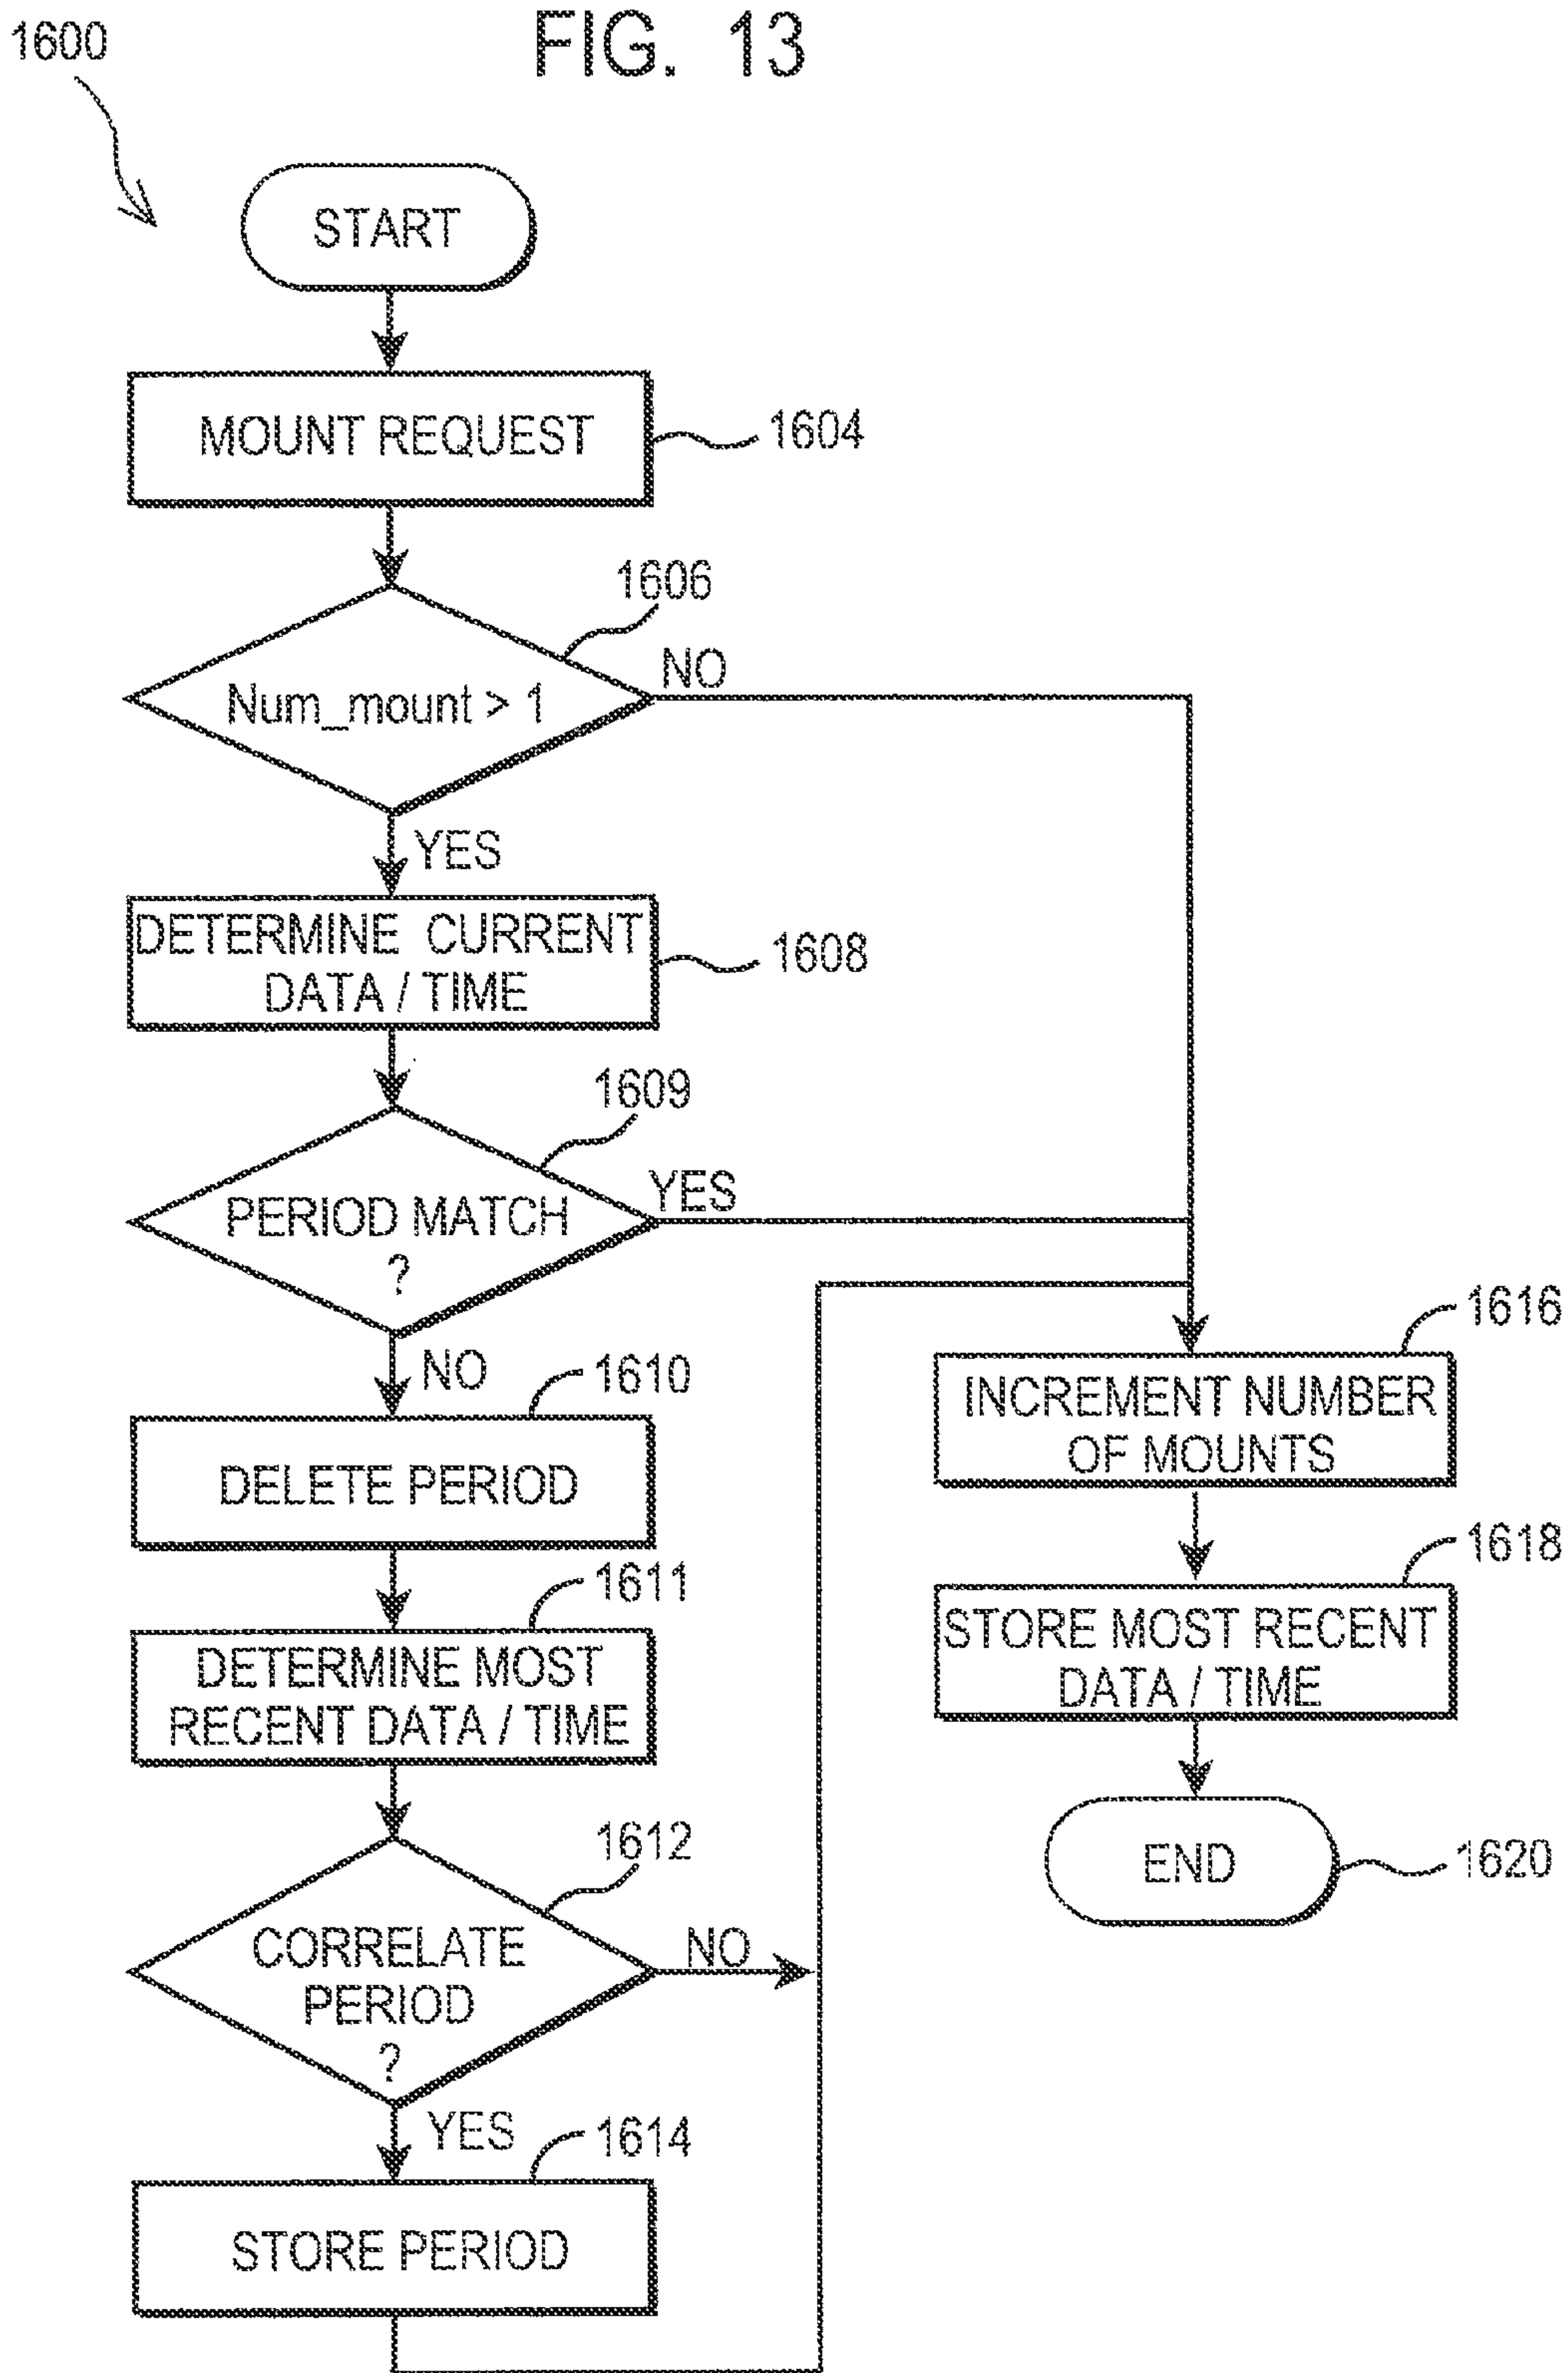 FIG. 13
1600
START
MOUNT REQUEST
1604
1606
Num_mount > 1
NO
YES
DETERMINE CURRENT
DATA / TIME
1608
1609
PERIOD MATCH
?
YES
NO
1610
DELETE PERIOD
1611
DETERMINE MOST
RECENT DATA / TIME
1612
CORRELATE
PERIOD
?
NO
YES
1614
STORE PERIOD
1616
INCREMENT NUMBER
OF MOUNTS
1618
STORE MOST RECENT
DATA / TIME
END
1620